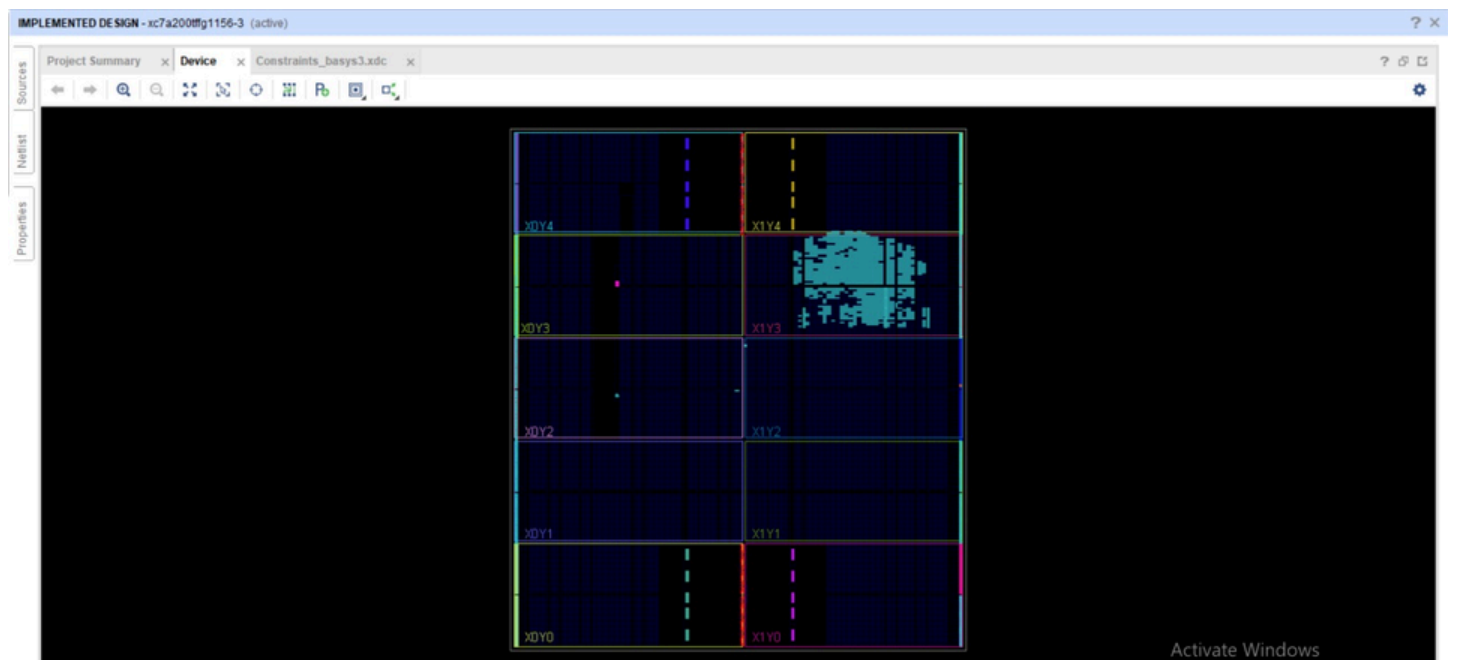 IMPLEMENTED DESIGN - xc7a200tffg1156-3 (active)
? ×
Sources
Netlist
Properties
Project Summary × Device × Constraints_basys3.xdc ×
?
X0Y4 X1Y4
X0Y3 X1Y3
X0Y2 X1Y2
X0Y1 X1Y1
X0Y0 X1Y0
Activate Windows